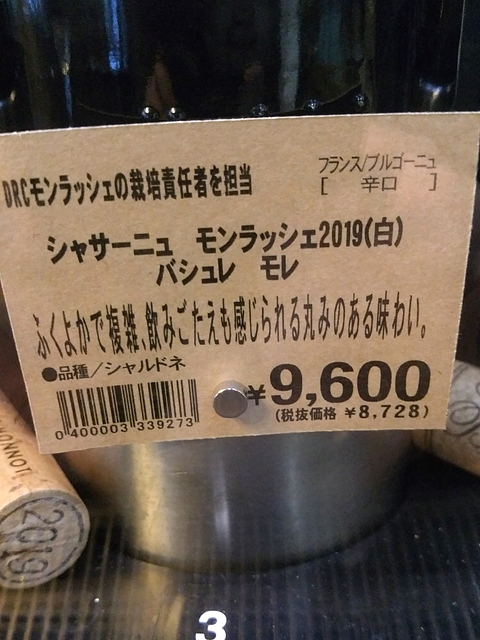 DRCモンラッシェの栽培責任者を担当
フランス/ブルゴーニュ
[ 辛口 ]
シャサーニュ モンラッシェ2019(白)
バシュレ モレ
ふくよかで複雑、飲みごたえも感じられる丸みのある味わい。
●品種／シャルドネ
¥9,600
(税抜価格 ¥8,728)
0 400003 339273
2019
3